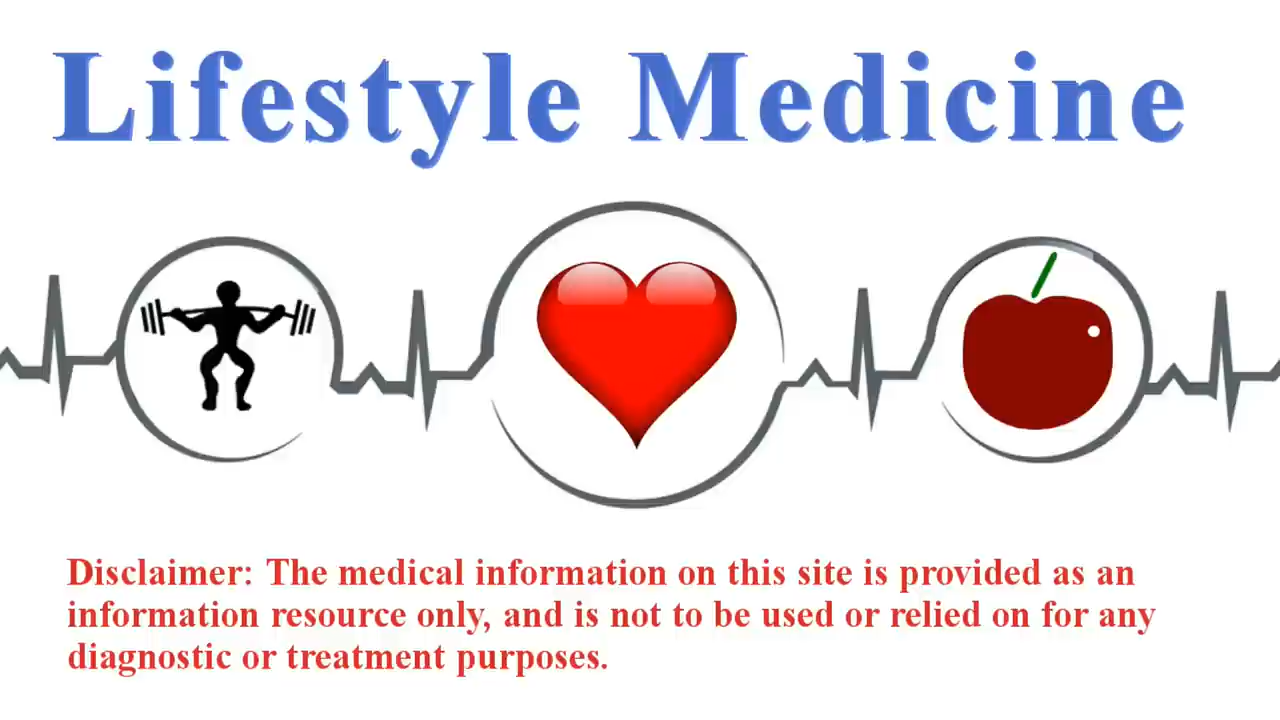 Lifestyle Medicine
Disclaimer: The medical information on this site is provided as an
information resource only, and is not to be used or relied on for any
diagnostic or treatment purposes.